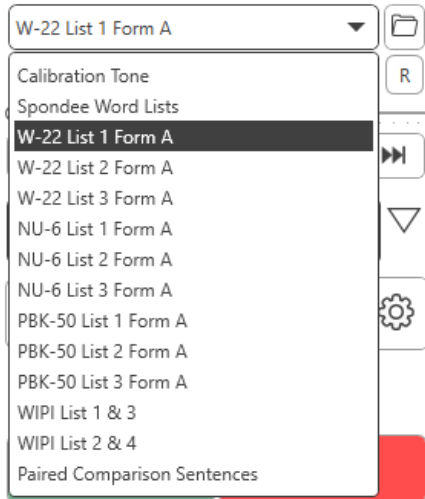 W-22 List 1 Form A
R
Calibration Tone
Spondee Word Lists
W-22 List 1 Form A
W-22 List 2 Form A
W-22 List 3 Form A
NU-6 List 1 Form A
NU-6 List 2 Form A
NU-6 List 3 Form A
PBK-50 List 1 Form A
PBK-50 List 2 Form A
PBK-50 List 3 Form A
WIPI List 1 & 3
WIPI List 2 & 4
Paired Comparison Sentences